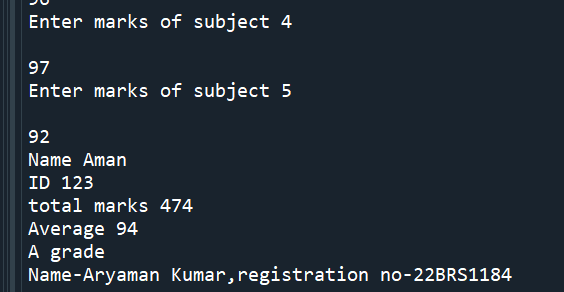 Enter marks of subject 4
97
Enter marks of subject 5
92
Name Aman
ID 123
total marks 474
Average 94
A grade
Name-Aryaman Kumar,registration no-22BRS1184